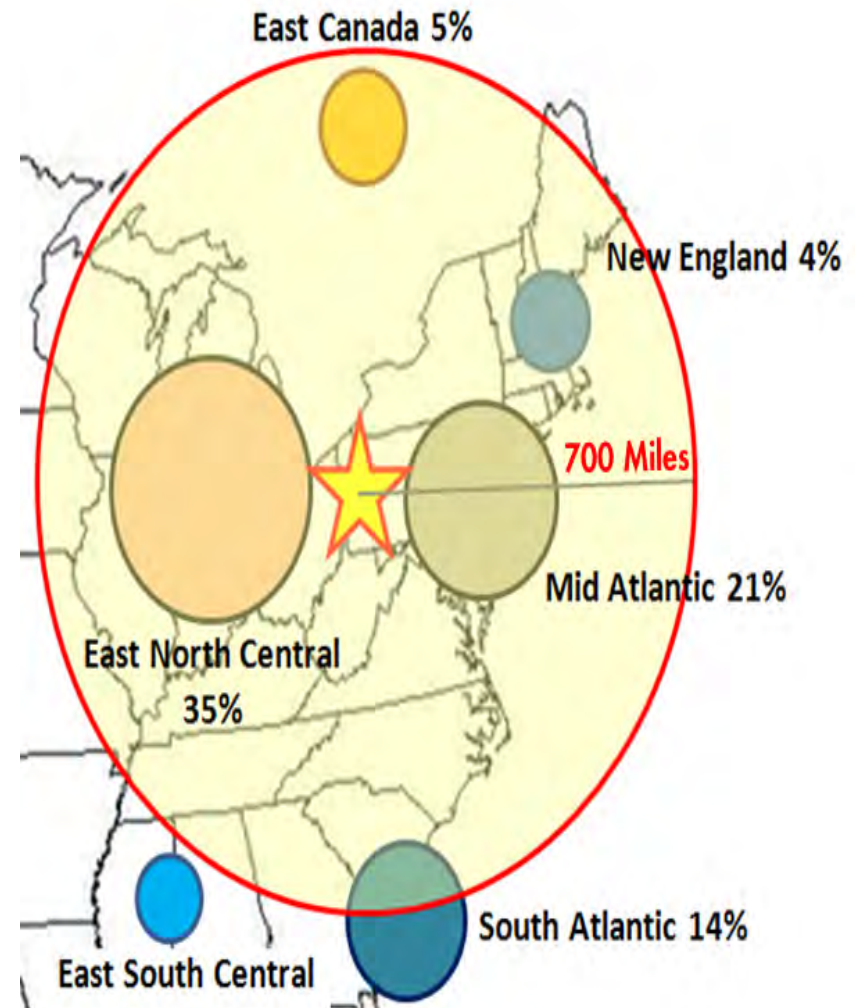 East Canada 5%
New England 4%
700 Miles
Mid Atlantic 21%
East North Central
35%
South Atlantic 14%
East South Central